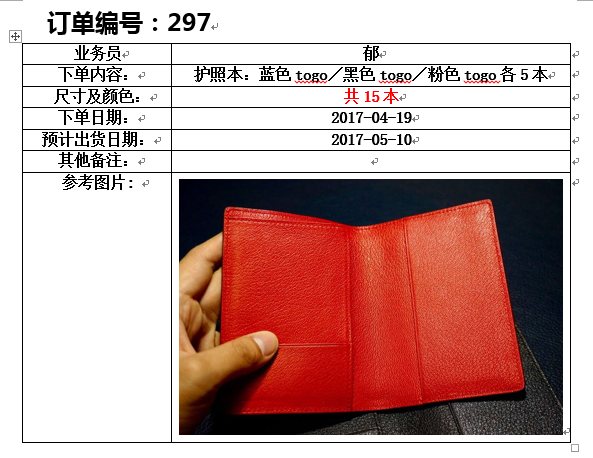 订单编号：297
业务员 郁
下单内容： 护照本：蓝色 togo／黑色 togo／粉色 togo 各 5 本
尺寸及颜色： 共 15 本
下单日期： 2017-04-19
预计出货日期： 2017-05-10
其他备注：
参考图片：